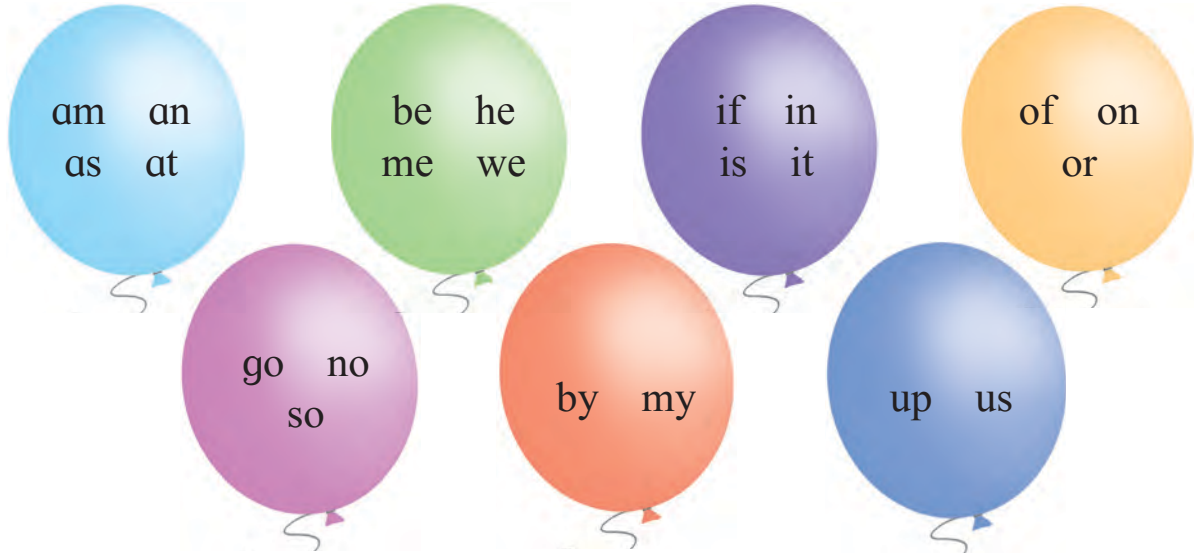 am an
as at
be he
me we
if in
is it
of on
or
go no
so
by my
up us